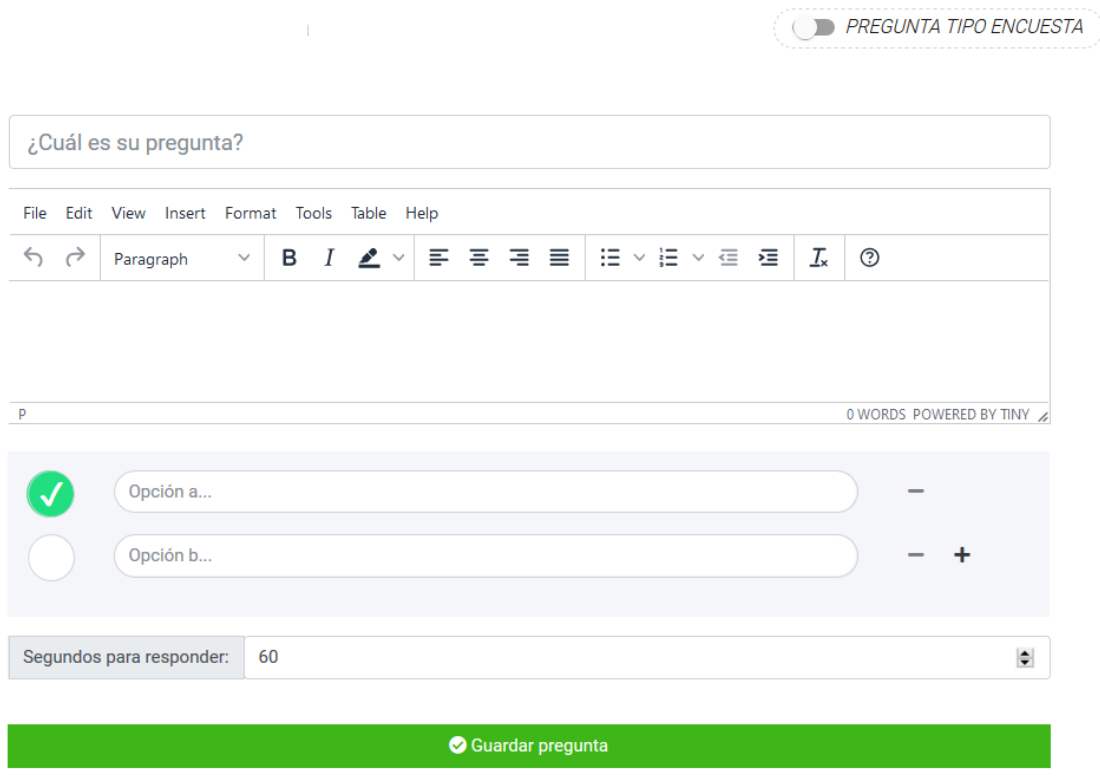 PREGUNTA TIPO ENCUESTA
¿Cuál es su pregunta?
File Edit View Insert Format Tools Table Help
Paragraph B I
P 0 WORDS POWERED BY TINY
Opción a...
Opción b...
Segundos para responder: 60
Guardar pregunta